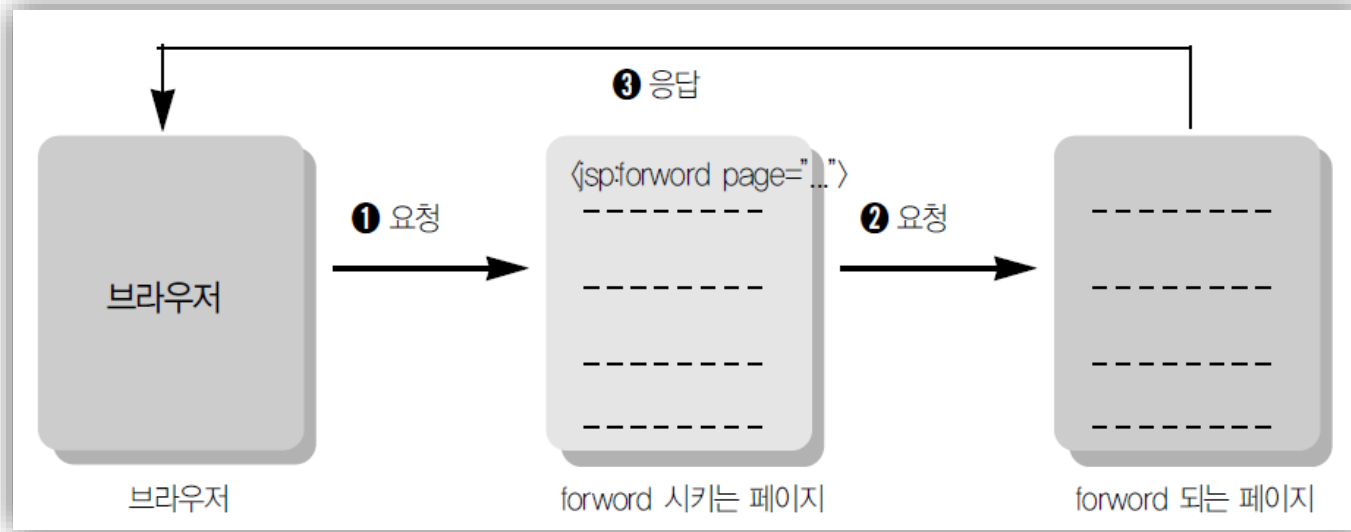 ❸ 응답
<jsp:forword page="...">
❶ 요청
❷ 요청
브라우저
브라우저
forword 시키는 페이지
forword 되는 페이지